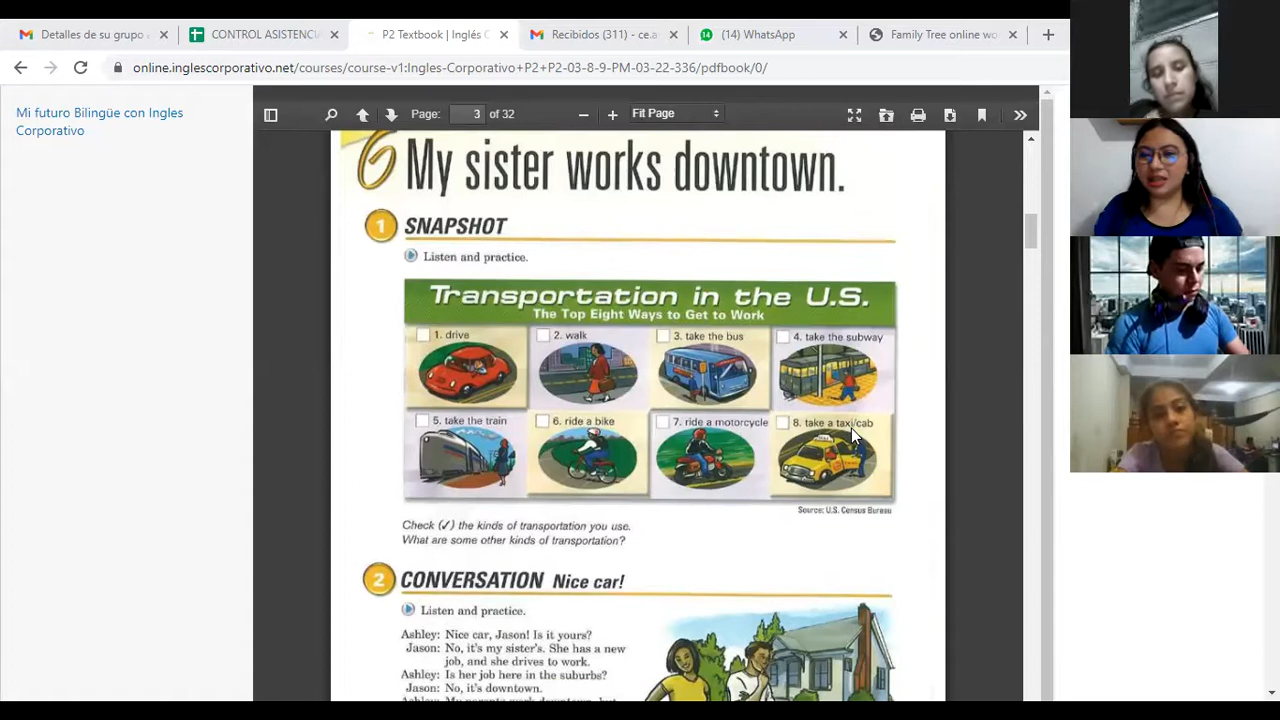 Detalles de su grupo
CONTROL ASISTENCI
P2 Textbook | Inglés C
Recibidos (311) - ce.a
(14) WhatsApp
Family Tree online wo
online.inglescorporativo.net/courses/course-v1:Ingles-Corporativo+P2+P2-03-8-9-PM-03-22-336/pdfbook/0/
Mi futuro Bilingüe con Ingles
Corporativo
Page: 3 of 32
Fit Page
6 My sister works downtown.
1 SNAPSHOT
Listen and practice.
Transportation in the U.S.
The Top Eight Ways to Get to Work
1. drive
2. walk
3. take the bus
4. take the subway
5. take the train
6. ride a bike
7. ride a motorcycle
8. take a taxi/cab
Source: U.S. Census Bureau
Check (✓) the kinds of transportation you use.
What are some other kinds of transportation?
2 CONVERSATION Nice car!
Listen and practice.
Ashley: Nice car, Jason! Is it yours?
Jason: No, it's my sister's. She has a new
job, and she drives to work.
Ashley: Is her job here in the suburbs?
Jason: No, it's downtown.